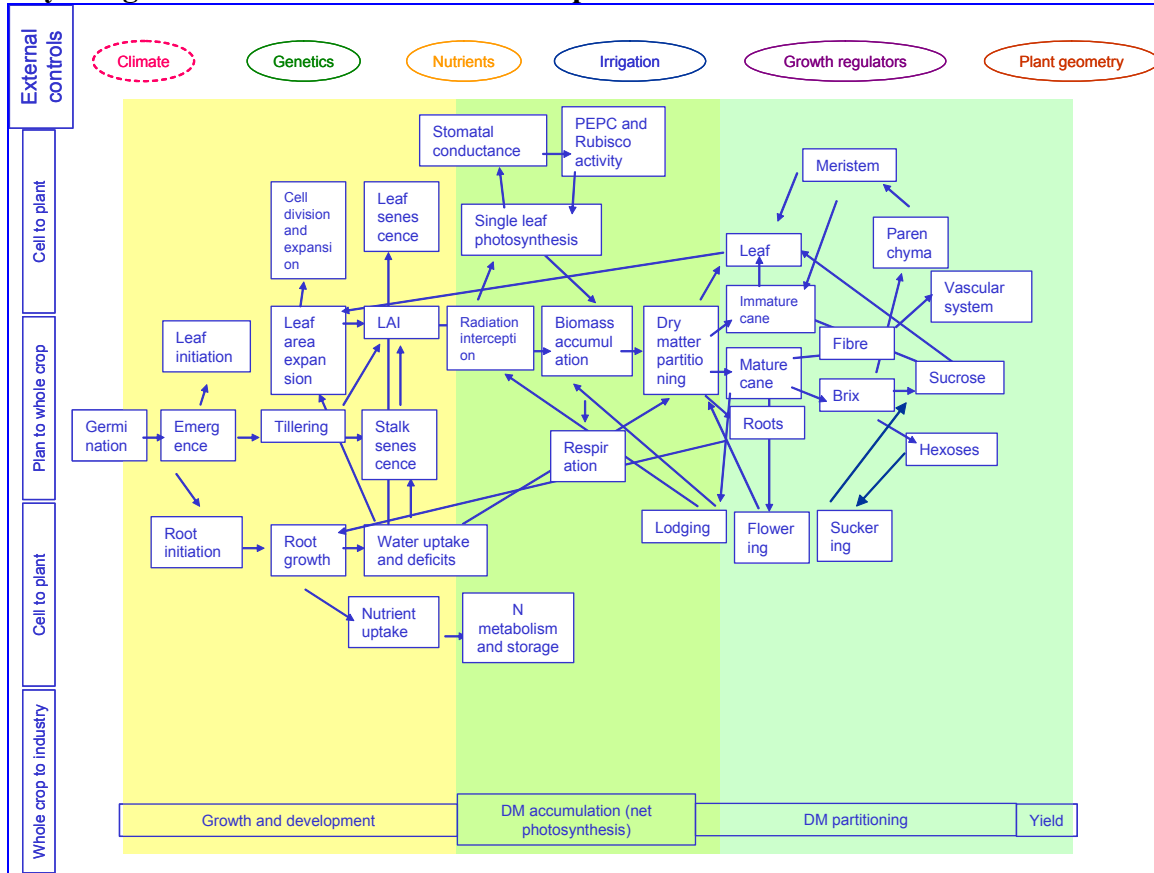 External
controls
Climate
Genetics
Nutrients
Irrigation
Growth regulators
Plant geometry
Cell to plant
Plant to whole crop
Cell to plant
Whole crop to industry
Stomatal
conductance
PEPC and
Rubisco
activity
Meristem
Cell
division and
expansi
on
Leaf
senes
cence
Single leaf
photosynthesis
Leaf
Paren
chyma
Vascular
system
Leaf
initiation
Leaf
area
expan
sion
LAI
Radiation
intercepti
on
Biomass
accumul
ation
Dry
matter
partitio
ning
Immature
cane
Mature
cane
Fibre
Brix
Sucrose
Germi
nation
Emerg
ence
Tillering
Stalk
senes
cence
Respir
ation
Roots
Hexoses
Root
initiation
Root
growth
Water uptake
and deficits
Lodging
Flower
ing
Sucker
ing
Nutrient
uptake
N
metabolism
and storage
Growth and development
DM accumulation (net
photosynthesis)
DM partitioning
Yield